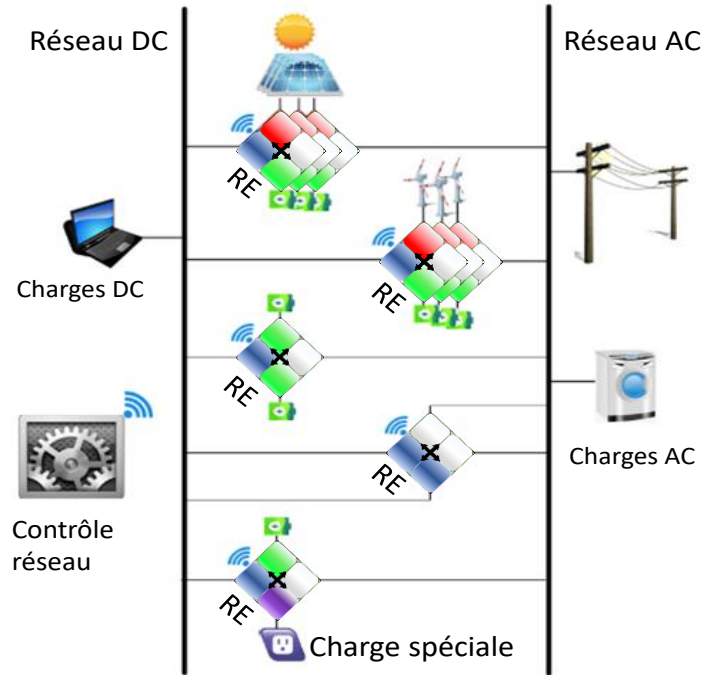 Réseau DC
Réseau AC
RE
Charges DC
RE
RE
Charges AC
RE
Contrôle
réseau
RE
Charge spéciale